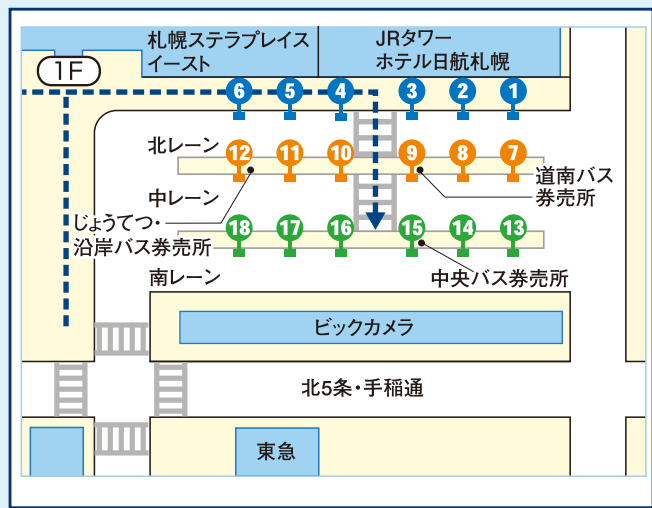 札幌ステラプレイス
イースト
JRタワー
ホテル日航札幌
1F
6
5
4
3
2
1
北レーン
12
11
10
9
8
7
中レーン
道南バス
券売所
じょうてつ・
沿岸バス券売所
18
17
16
15
14
13
南レーン
中央バス券売所
ビックカメラ
北5条・手稲通
東急